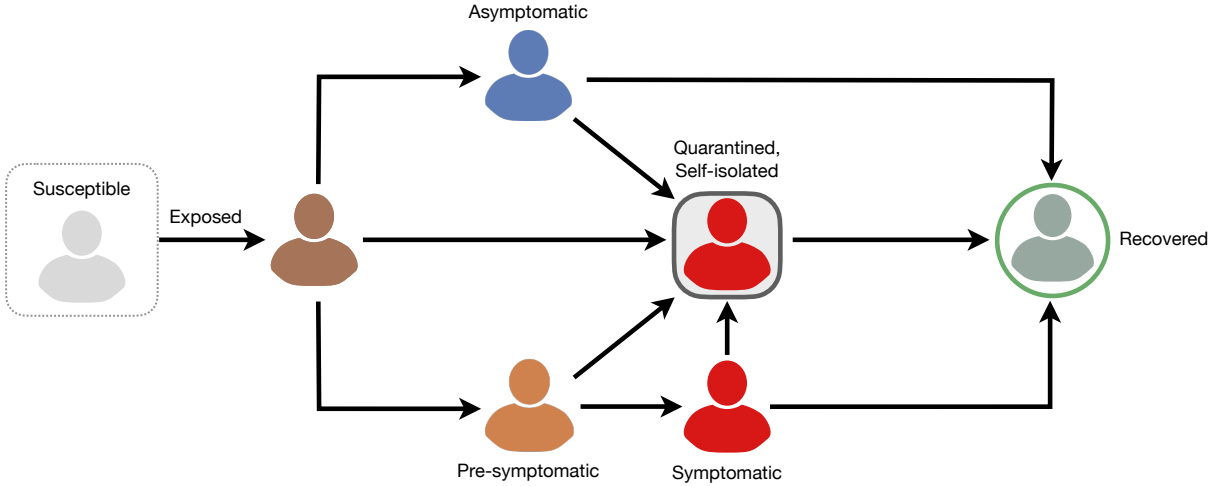 Asymptomatic
Quarantined,
Self-isolated
Susceptible
Exposed
Recovered
Pre-symptomatic
Symptomatic